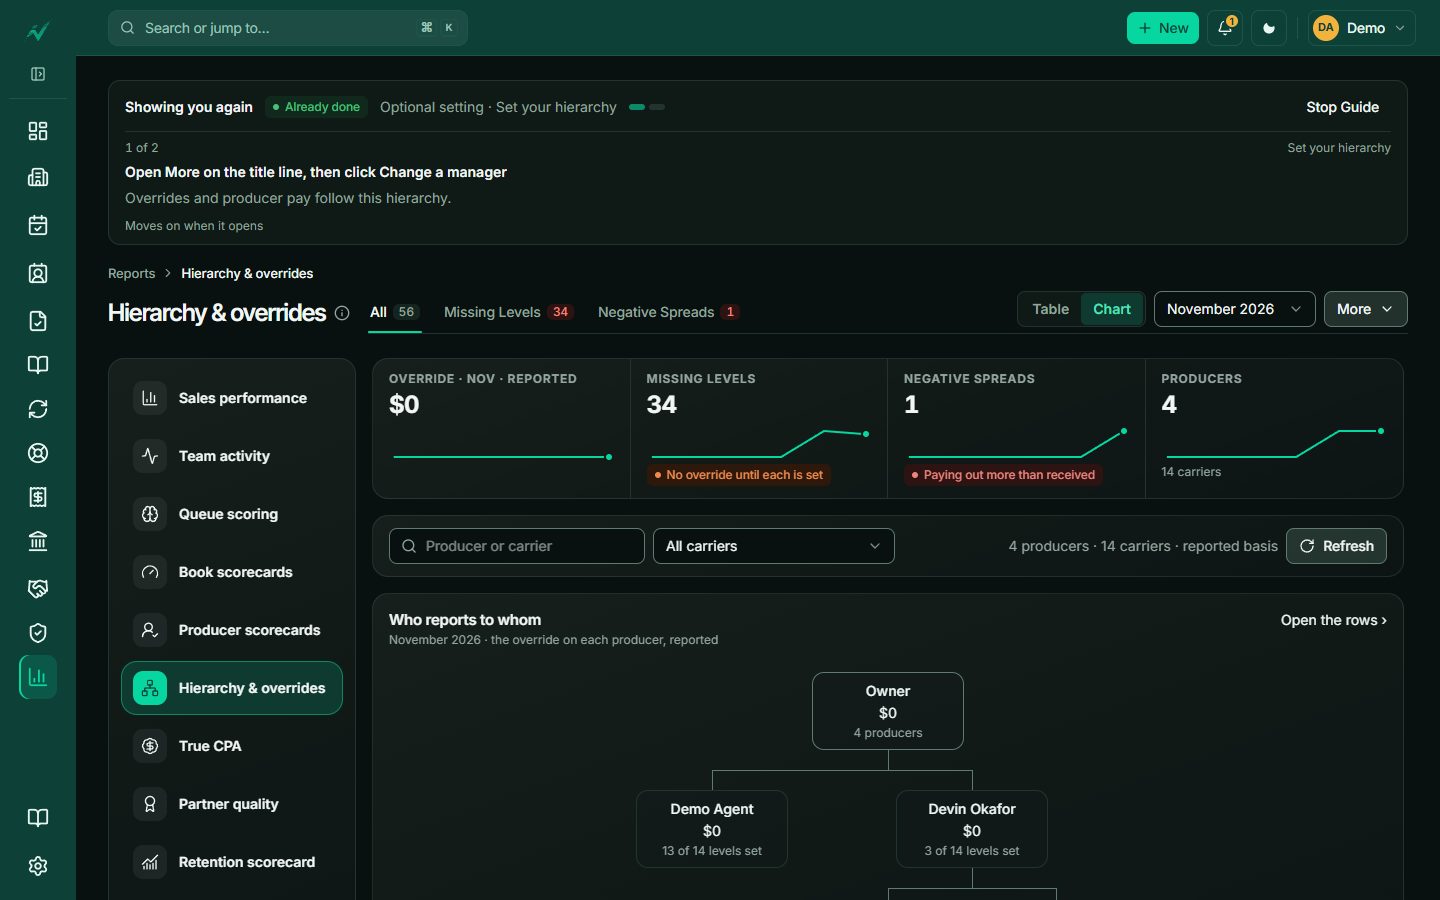 Search or jump to...
⌘ K
New
1
DA
Demo
Showing you again
Already done
Optional setting · Set your hierarchy
Stop Guide
1 of 2
Set your hierarchy
Open More on the title line, then click Change a manager
Overrides and producer pay follow this hierarchy.
Moves on when it opens
Reports > Hierarchy & overrides
Hierarchy & overrides
All 56
Missing Levels 34
Negative Spreads 1
Table
Chart
November 2026
More
Sales performance
Team activity
Queue scoring
Book scorecards
Producer scorecards
Hierarchy & overrides
True CPA
Partner quality
Retention scorecard
OVERRIDE · NOV · REPORTED
$0
MISSING LEVELS
34
No override until each is set
NEGATIVE SPREADS
1
Paying out more than received
PRODUCERS
4
14 carriers
Producer or carrier
All carriers
4 producers · 14 carriers · reported basis
Refresh
Who reports to whom
November 2026 · the override on each producer, reported
Open the rows ›
Owner
$0
4 producers
Demo Agent
$0
13 of 14 levels set
Devin Okafor
$0
3 of 14 levels set